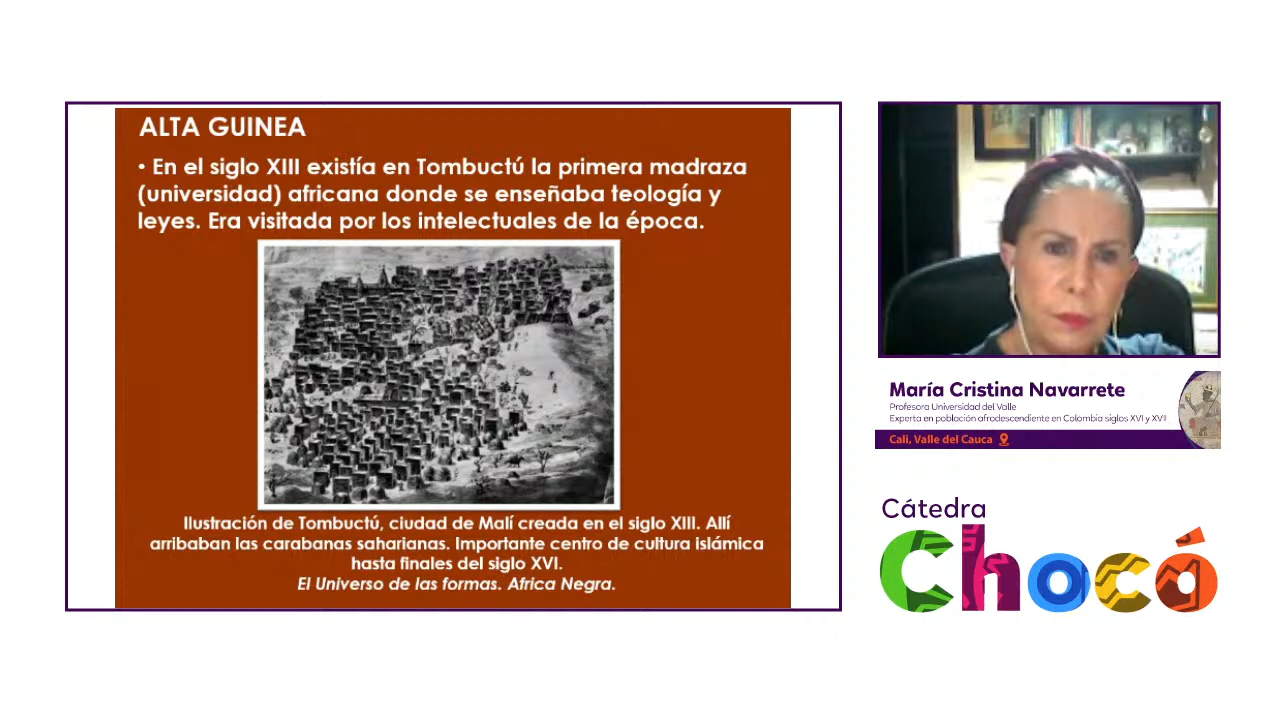 ALTA GUINEA
• En el siglo XIII existía en Tombuctú la primera madraza
(universidad) africana donde se enseñaba teología y
leyes. Era visitada por los intelectuales de la época.
Ilustración de Tombuctú, ciudad de Malí creada en el siglo XIII. Allí
arribaban las carabanas saharianas. Importante centro de cultura islámica
hasta finales del siglo XVI.
El Universo de las formas. Africa Negra.
María Cristina Navarrete
Profesora Universidad del Valle
Experta en población afrodescendiente en Colombia siglos XVI y XVII
Cali, Valle del Cauca
Cátedra
Chocó